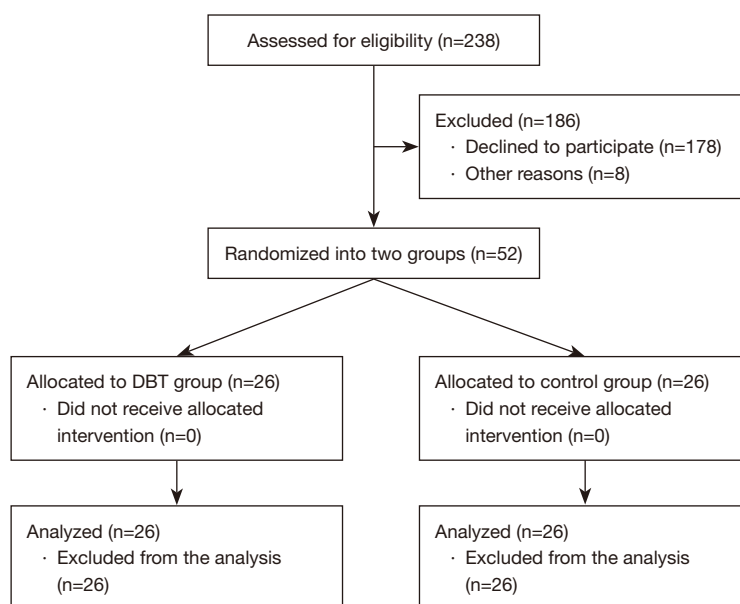 Assessed for eligibility (n=238)
Excluded (n=186)
· Declined to participate (n=178)
· Other reasons (n=8)
Randomized into two groups (n=52)
Allocated to DBT group (n=26)
· Did not receive allocated
intervention (n=0)
Allocated to control group (n=26)
· Did not receive allocated
intervention (n=0)
Analyzed (n=26)
· Excluded from the analysis
(n=26)
Analyzed (n=26)
· Excluded from the analysis
(n=26)